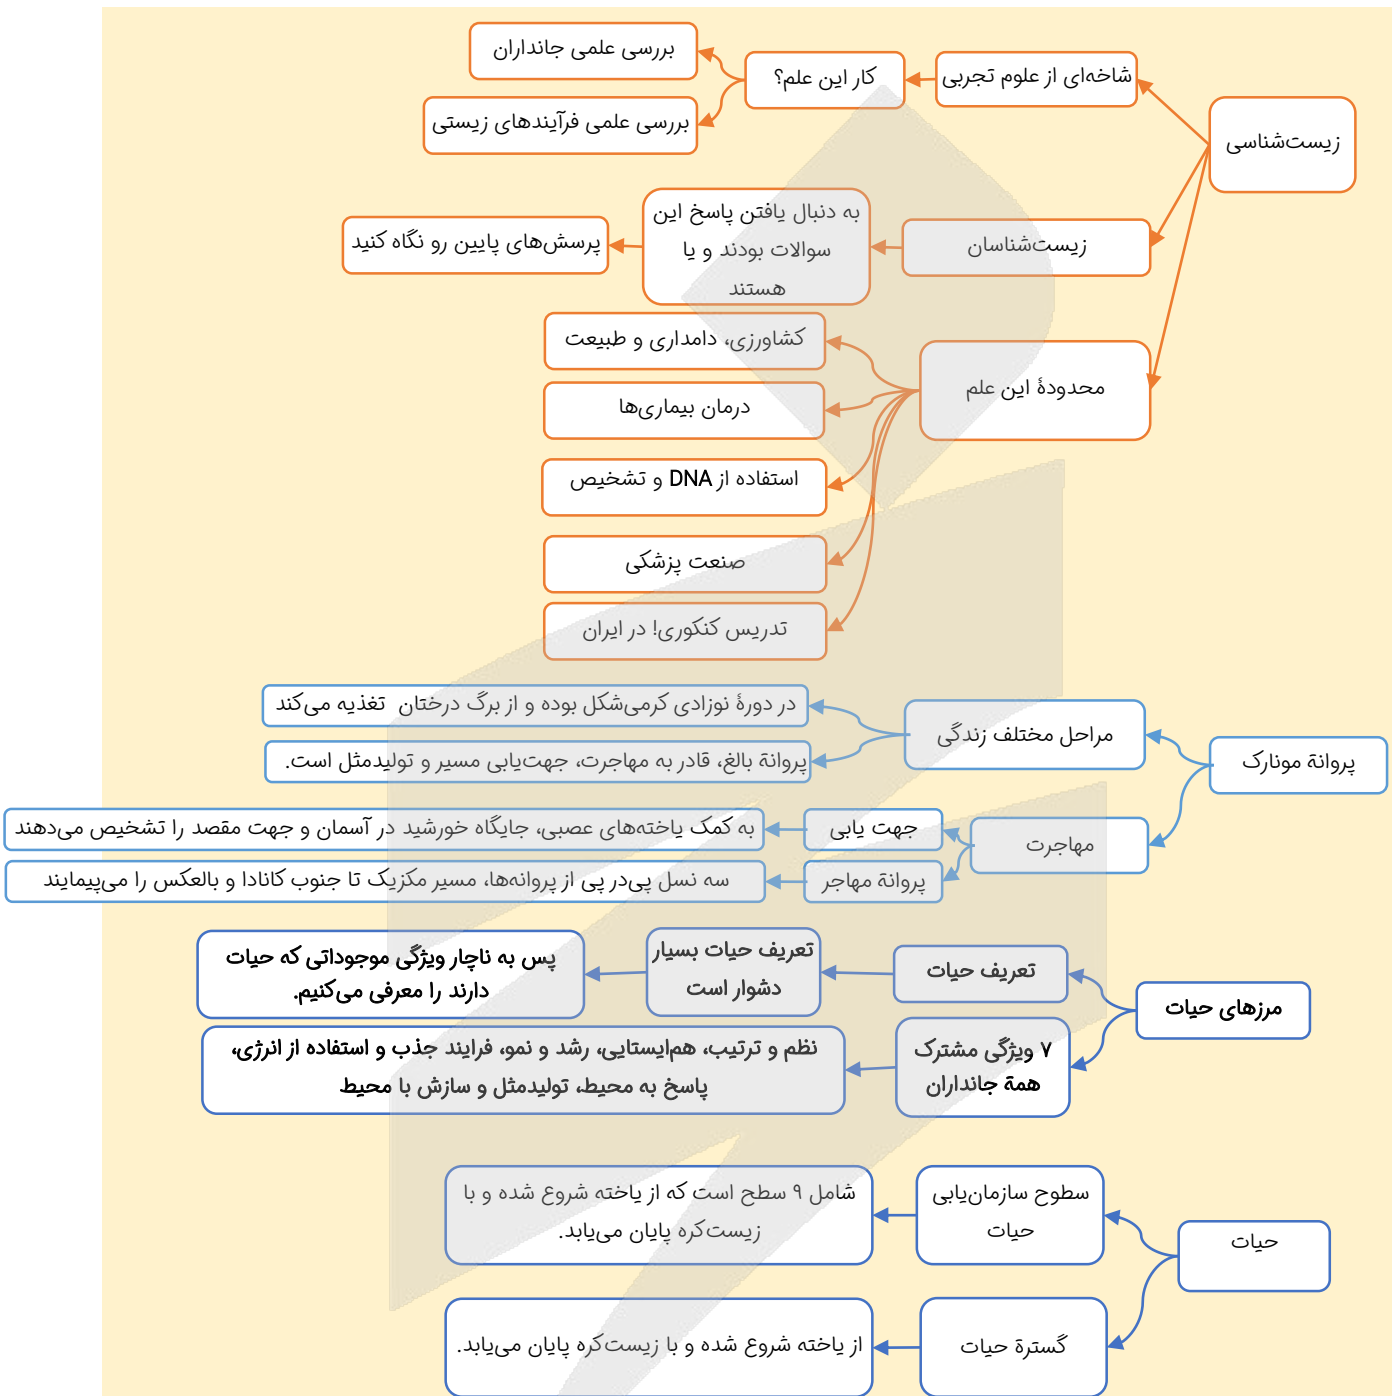 زیست‌شناسی
شاخه‌ای از علوم تجربی
کار این علم؟
بررسی علمی جانداران
بررسی علمی فرآیندهای زیستی
زیست‌شناسان
به دنبال یافتن پاسخ این
سوالات بودند و یا
هستند
پرسش‌های پایین رو نگاه کنید
محدودهٔ این علم
کشاورزی، دامداری و طبیعت
درمان بیماری‌ها
استفاده از DNA و تشخیص
صنعت پزشکی
تدریس کنکوری! در ایران
پروانهٔ مونارک
مراحل مختلف زندگی
در دورهٔ نوزادی کرمی‌شکل بوده و از برگ درختان تغذیه می‌کند
پروانهٔ بالغ، قادر به مهاجرت، جهت‌یابی مسیر و تولیدمثل است.
مهاجرت
جهت یابی
به کمک یاخته‌های عصبی، جایگاه خورشید در آسمان و جهت مقصد را تشخیص می‌دهند
پروانهٔ مهاجر
سه نسل پی‌در پی از پروانه‌ها، مسیر مکزیک تا جنوب کانادا و بالعکس را می‌پیمایند
مرزهای حیات
تعریف حیات
تعریف حیات بسیار
دشوار است
پس به ناچار ویژگی موجوداتی که حیات
دارند را معرفی می‌کنیم.
۷ ویژگی مشترک
همهٔ جانداران
نظم و ترتیب، هم‌ایستایی، رشد و نمو، فرایند جذب و استفاده از انرژی،
پاسخ به محیط، تولیدمثل و سازش با محیط
حیات
سطوح سازمان‌یابی
حیات
شامل ۹ سطح است که از یاخته شروع شده و با
زیست‌کره پایان می‌یابد.
گسترهٔ حیات
از یاخته شروع شده و با زیست‌کره پایان می‌یابد.